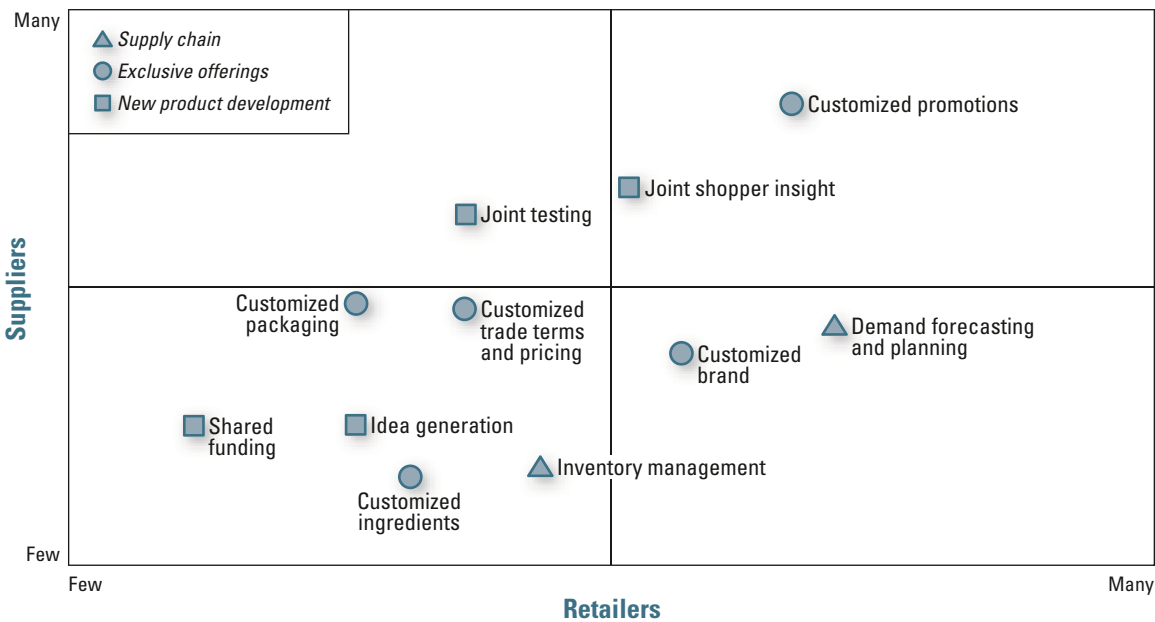 Many
Supply chain
Exclusive offerings
New product development
Customized promotions
Joint shopper insight
Joint testing
Suppliers
Customized
packaging
Customized
trade terms
and pricing
Demand forecasting
and planning
Customized
brand
Shared
funding
Idea generation
Inventory management
Customized
ingredients
Few
Few
Many
Retailers